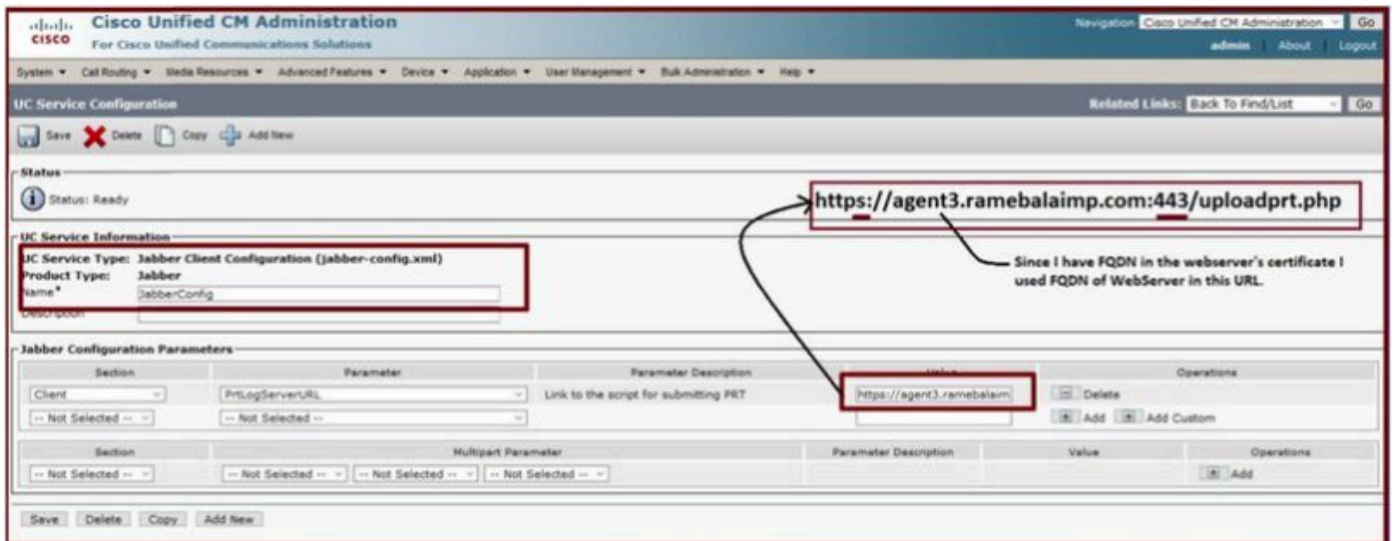 Cisco Unified CM Administration
CISCO
For Cisco Unified Communications Solutions
Navigation Cisco Unified CM Administration Go
admin About Logout
System Call Routing Media Resources Advanced Features Device Application User Management Bulk Administration Help
UC Service Configuration
Related Links: Back To Find/List Go
Save Delete Copy Add New
Status
Status: Ready
https://agent3.ramebalaimp.com:443/uploadprt.php
UC Service Information
UC Service Type: Jabber Client Configuration (jabber-config.xml)
Product Type: Jabber
Name* JabberConfig
Description
Since I have FQDN in the webserver's certificate I
used FQDN of WebServer in this URL.
Jabber Configuration Parameters
Section Parameter Parameter Description Value Operations
Client PrtLogServerURL Link to the script for submitting PRT https://agent3.ramebalaim Delete
-- Not Selected -- -- Not Selected -- Add Add Custom
Section Multipart Parameter Parameter Description Value Operations
-- Not Selected -- -- Not Selected -- -- Not Selected -- -- Not Selected -- Add
Save Delete Copy Add New